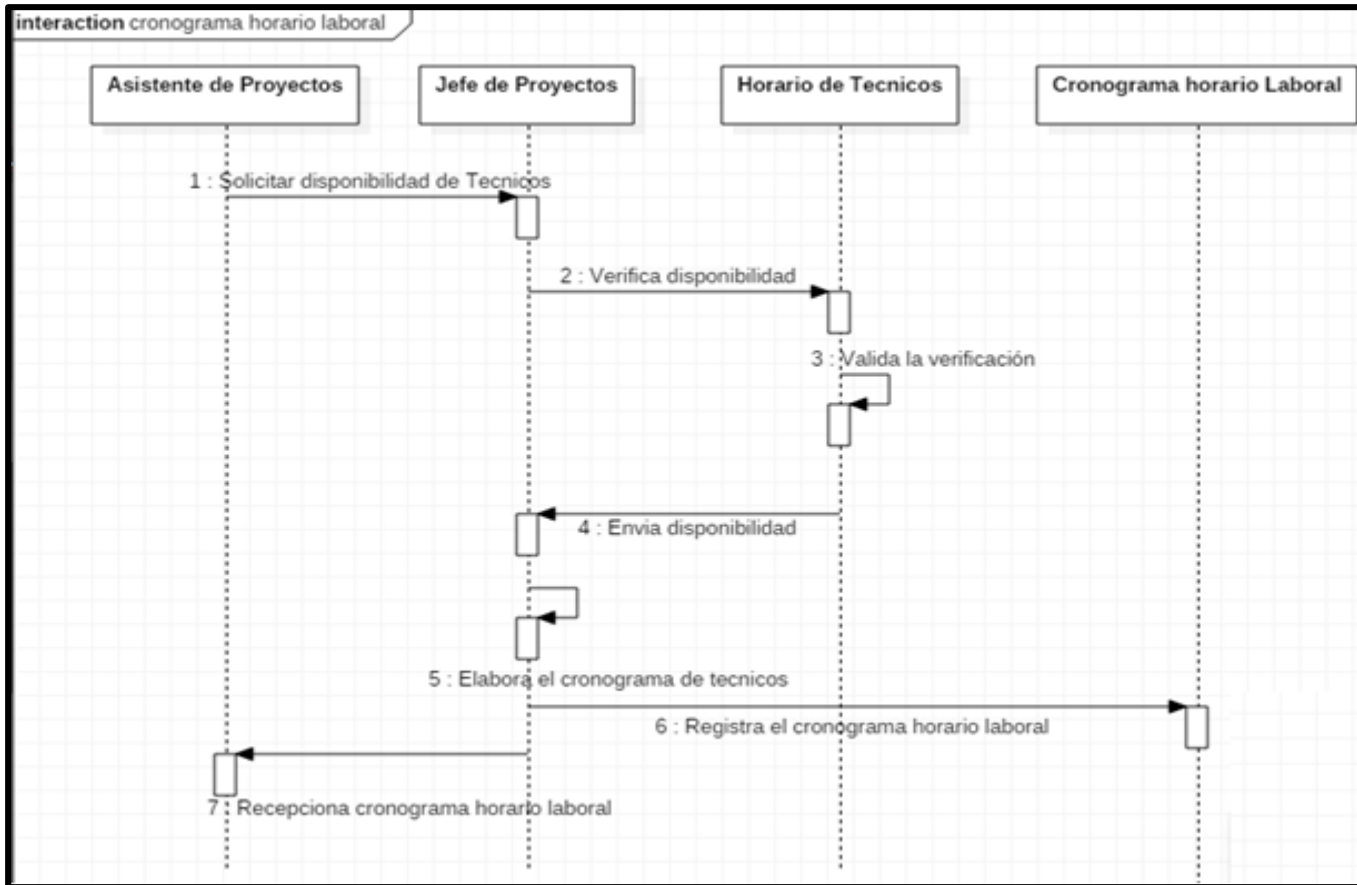 interaction cronograma horario laboral
Asistente de Proyectos
Jefe de Proyectos
Horario de Tecnicos
Cronograma horario Laboral
1 : Solicitar disponibilidad de Tecnicos
2 : Verifica disponibilidad
3 : Valida la verificación
4 : Envia disponibilidad
5 : Elabora el cronograma de tecnicos
6 : Registra el cronograma horario laboral
7 : Recepciona cronograma horario laboral